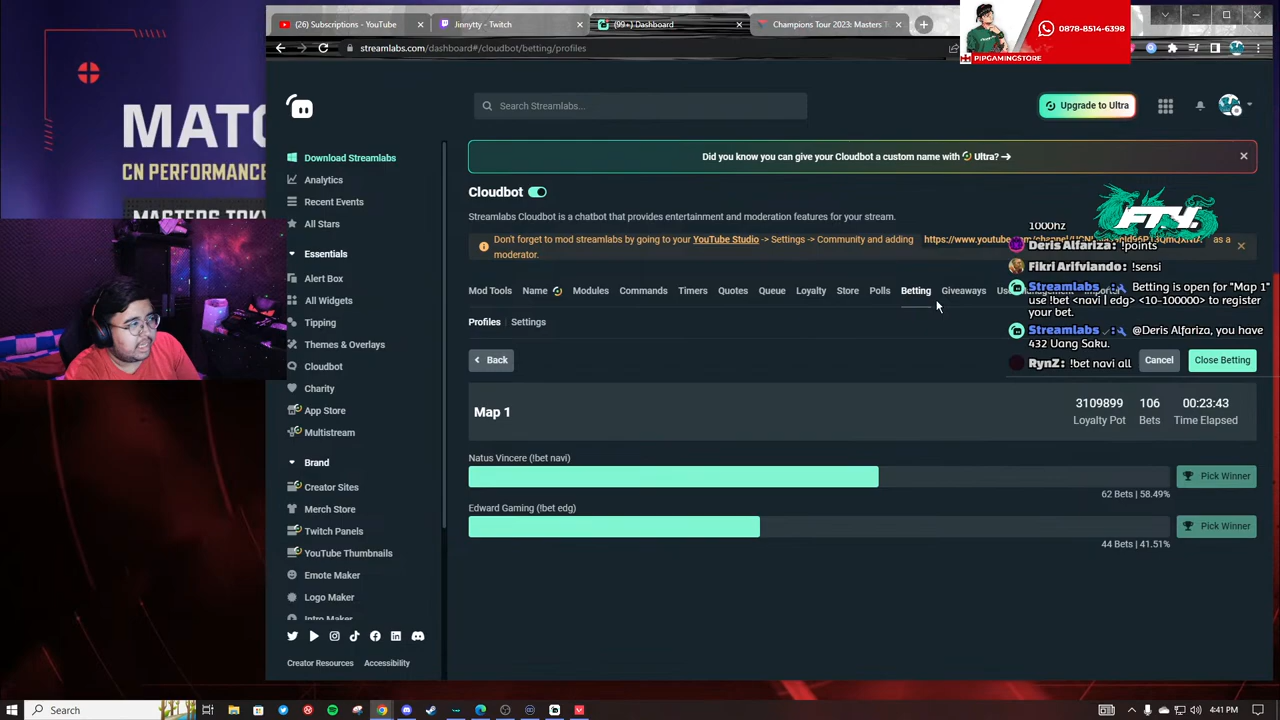 (26) Subscriptions - YouTube
Jinnytty - Twitch
(99+) Dashboard
Champions Tour 2023: Masters T
streamlabs.com/dashboard#/cloudbot/betting/profiles
0878-8514-6398
PIPGAMINGSTORE
MATC
CN PERFORMANCE
MASTERS TOKY
Search Streamlabs...
Upgrade to Ultra
Download Streamlabs
Analytics
Recent Events
All Stars
Essentials
Alert Box
All Widgets
Tipping
Themes & Overlays
Cloudbot
Charity
App Store
Multistream
Brand
Creator Sites
Merch Store
Twitch Panels
YouTube Thumbnails
Emote Maker
Logo Maker
Intro Maker
Creator Resources
Accessibility
Did you know you can give your Cloudbot a custom name with Ultra? →
Cloudbot
Streamlabs Cloudbot is a chatbot that provides entertainment and moderation features for your stream.
Don't forget to mod streamlabs by going to your YouTube Studio -> Settings -> Community and adding
as a
moderator.
Mod Tools Name Modules Commands Timers Quotes Queue Loyalty Store Polls Betting Giveaways
Profiles Settings
Back
Cancel
Close Betting
Map 1
3109899 106 00:23:43
Loyalty Pot Bets Time Elapsed
Natus Vincere (!bet navi)
Pick Winner
62 Bets | 58.49%
Edward Gaming (!bet edg)
Pick Winner
44 Bets | 41.51%
FTY.
1000hz
Deris Alfariza: !points
Fikri Arifviando: !sensi
Streamlabs: Betting is open for "Map 1"
use !bet <navi | edg> <10-100000> to register
your bet.
Streamlabs: @Deris Alfariza, you have
432 Uang Saku.
RynZ: !bet navi all
Search
4:41 PM